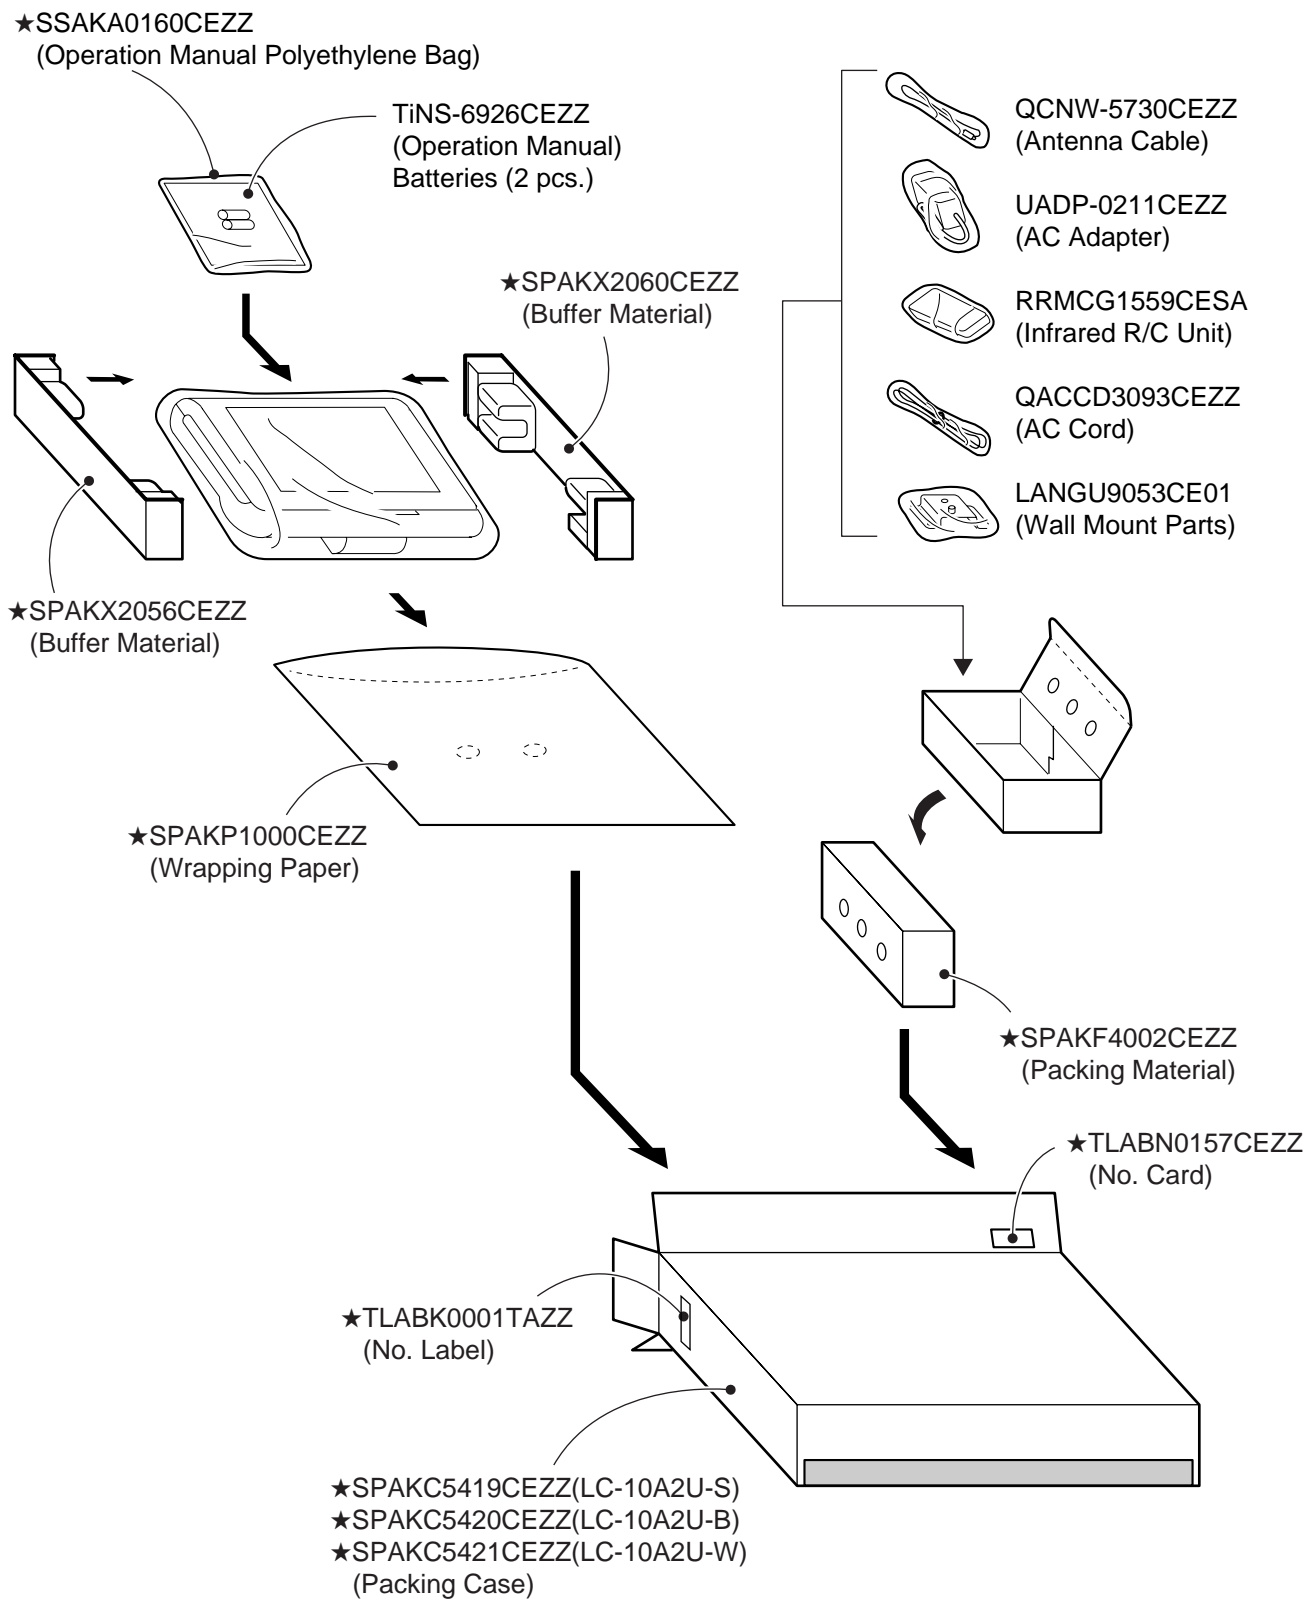 ★SSAKA0160CEZZ
(Operation Manual Polyethylene Bag)
TiNS-6926CEZZ
(Operation Manual)
Batteries (2 pcs.)
★SPAKX2060CEZZ
(Buffer Material)
★SPAKX2056CEZZ
(Buffer Material)
★SPAKP1000CEZZ
(Wrapping Paper)
QCNW-5730CEZZ
(Antenna Cable)
UADP-0211CEZZ
(AC Adapter)
RRMCG1559CESA
(Infrared R/C Unit)
QACCD3093CEZZ
(AC Cord)
LANGU9053CE01
(Wall Mount Parts)
★SPAKF4002CEZZ
(Packing Material)
★TLABN0157CEZZ
(No. Card)
★TLABK0001TAZZ
(No. Label)
★SPAKC5419CEZZ(LC-10A2U-S)
★SPAKC5420CEZZ(LC-10A2U-B)
★SPAKC5421CEZZ(LC-10A2U-W)
(Packing Case)